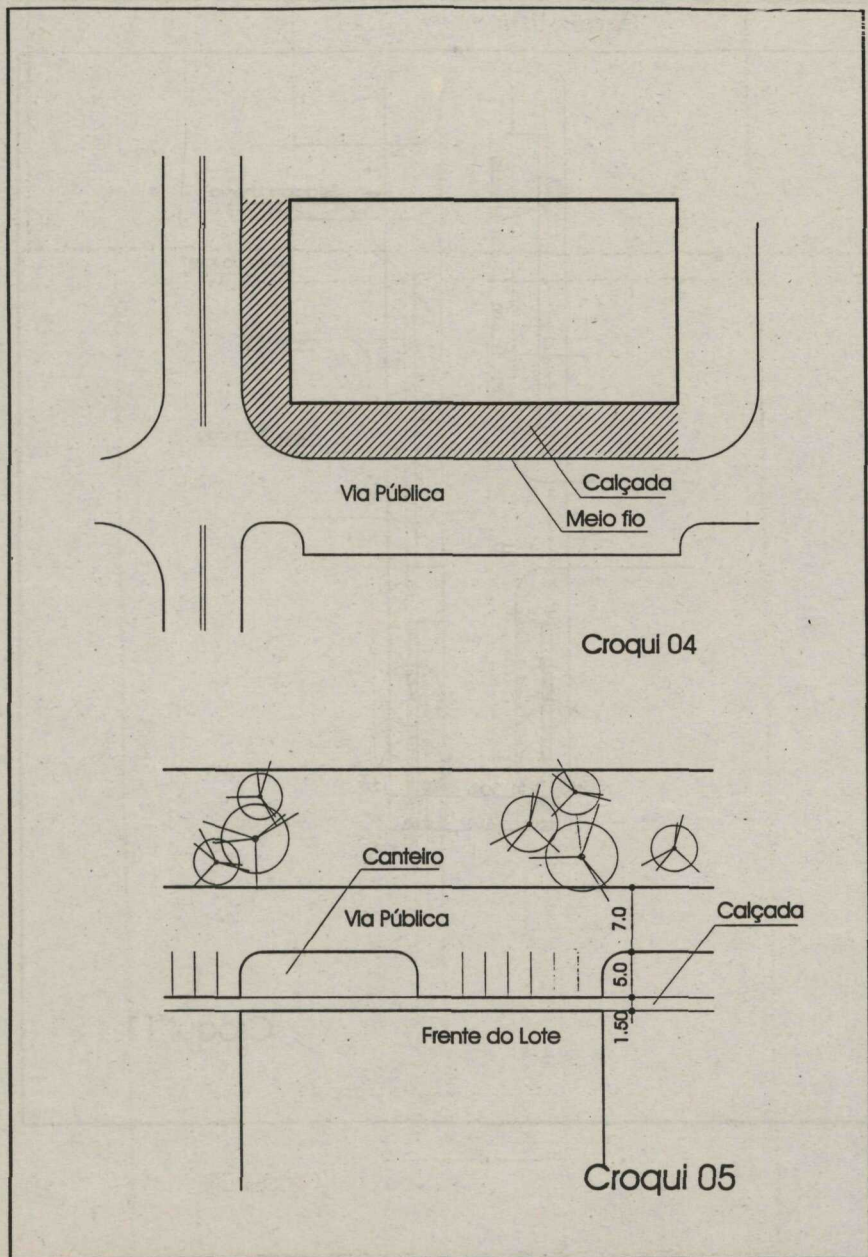 Via Pública
Calçada
Meio fio
Croqui 04
Canteiro
Via Pública
7.0
Calçada
5.0
1.50
Frente do Lote
Croqui 05